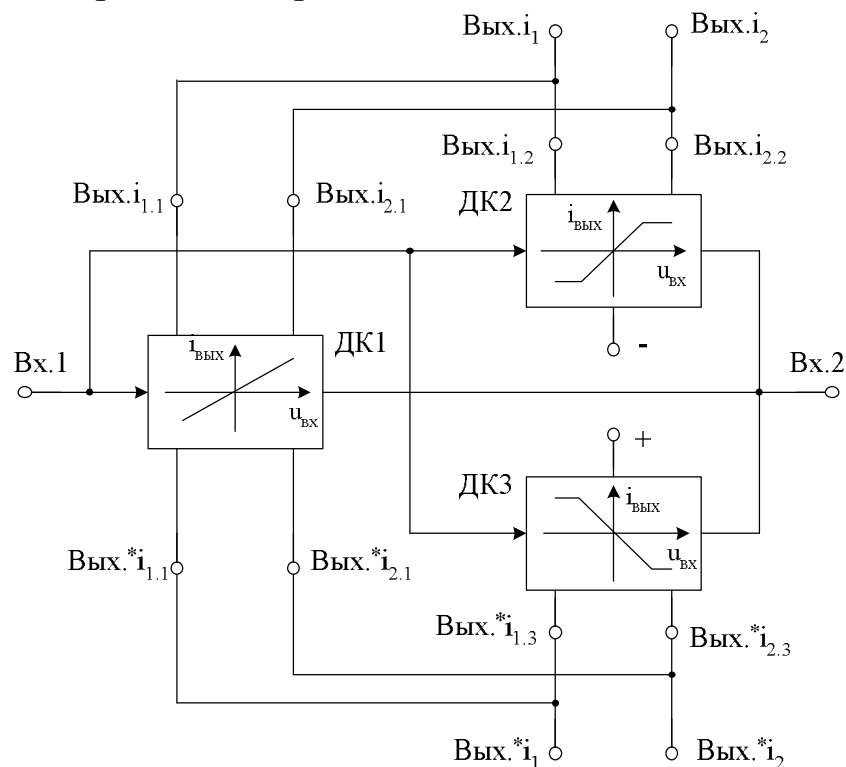 Вых.i₁
Вых.i₂
Вых.i₁.₂
Вых.i₂.₂
Вых.i₁.₁
Вых.i₂.₁
ДК2
iвых
uвх
-
Вх.1
ДК1
iвых
uвх
Вх.2
+
ДК3
iвых
uвх
Вых.*i₁.₁
Вых.*i₂.₁
Вых.*i₁.₃
Вых.*i₂.₃
Вых.*i₁
Вых.*i₂